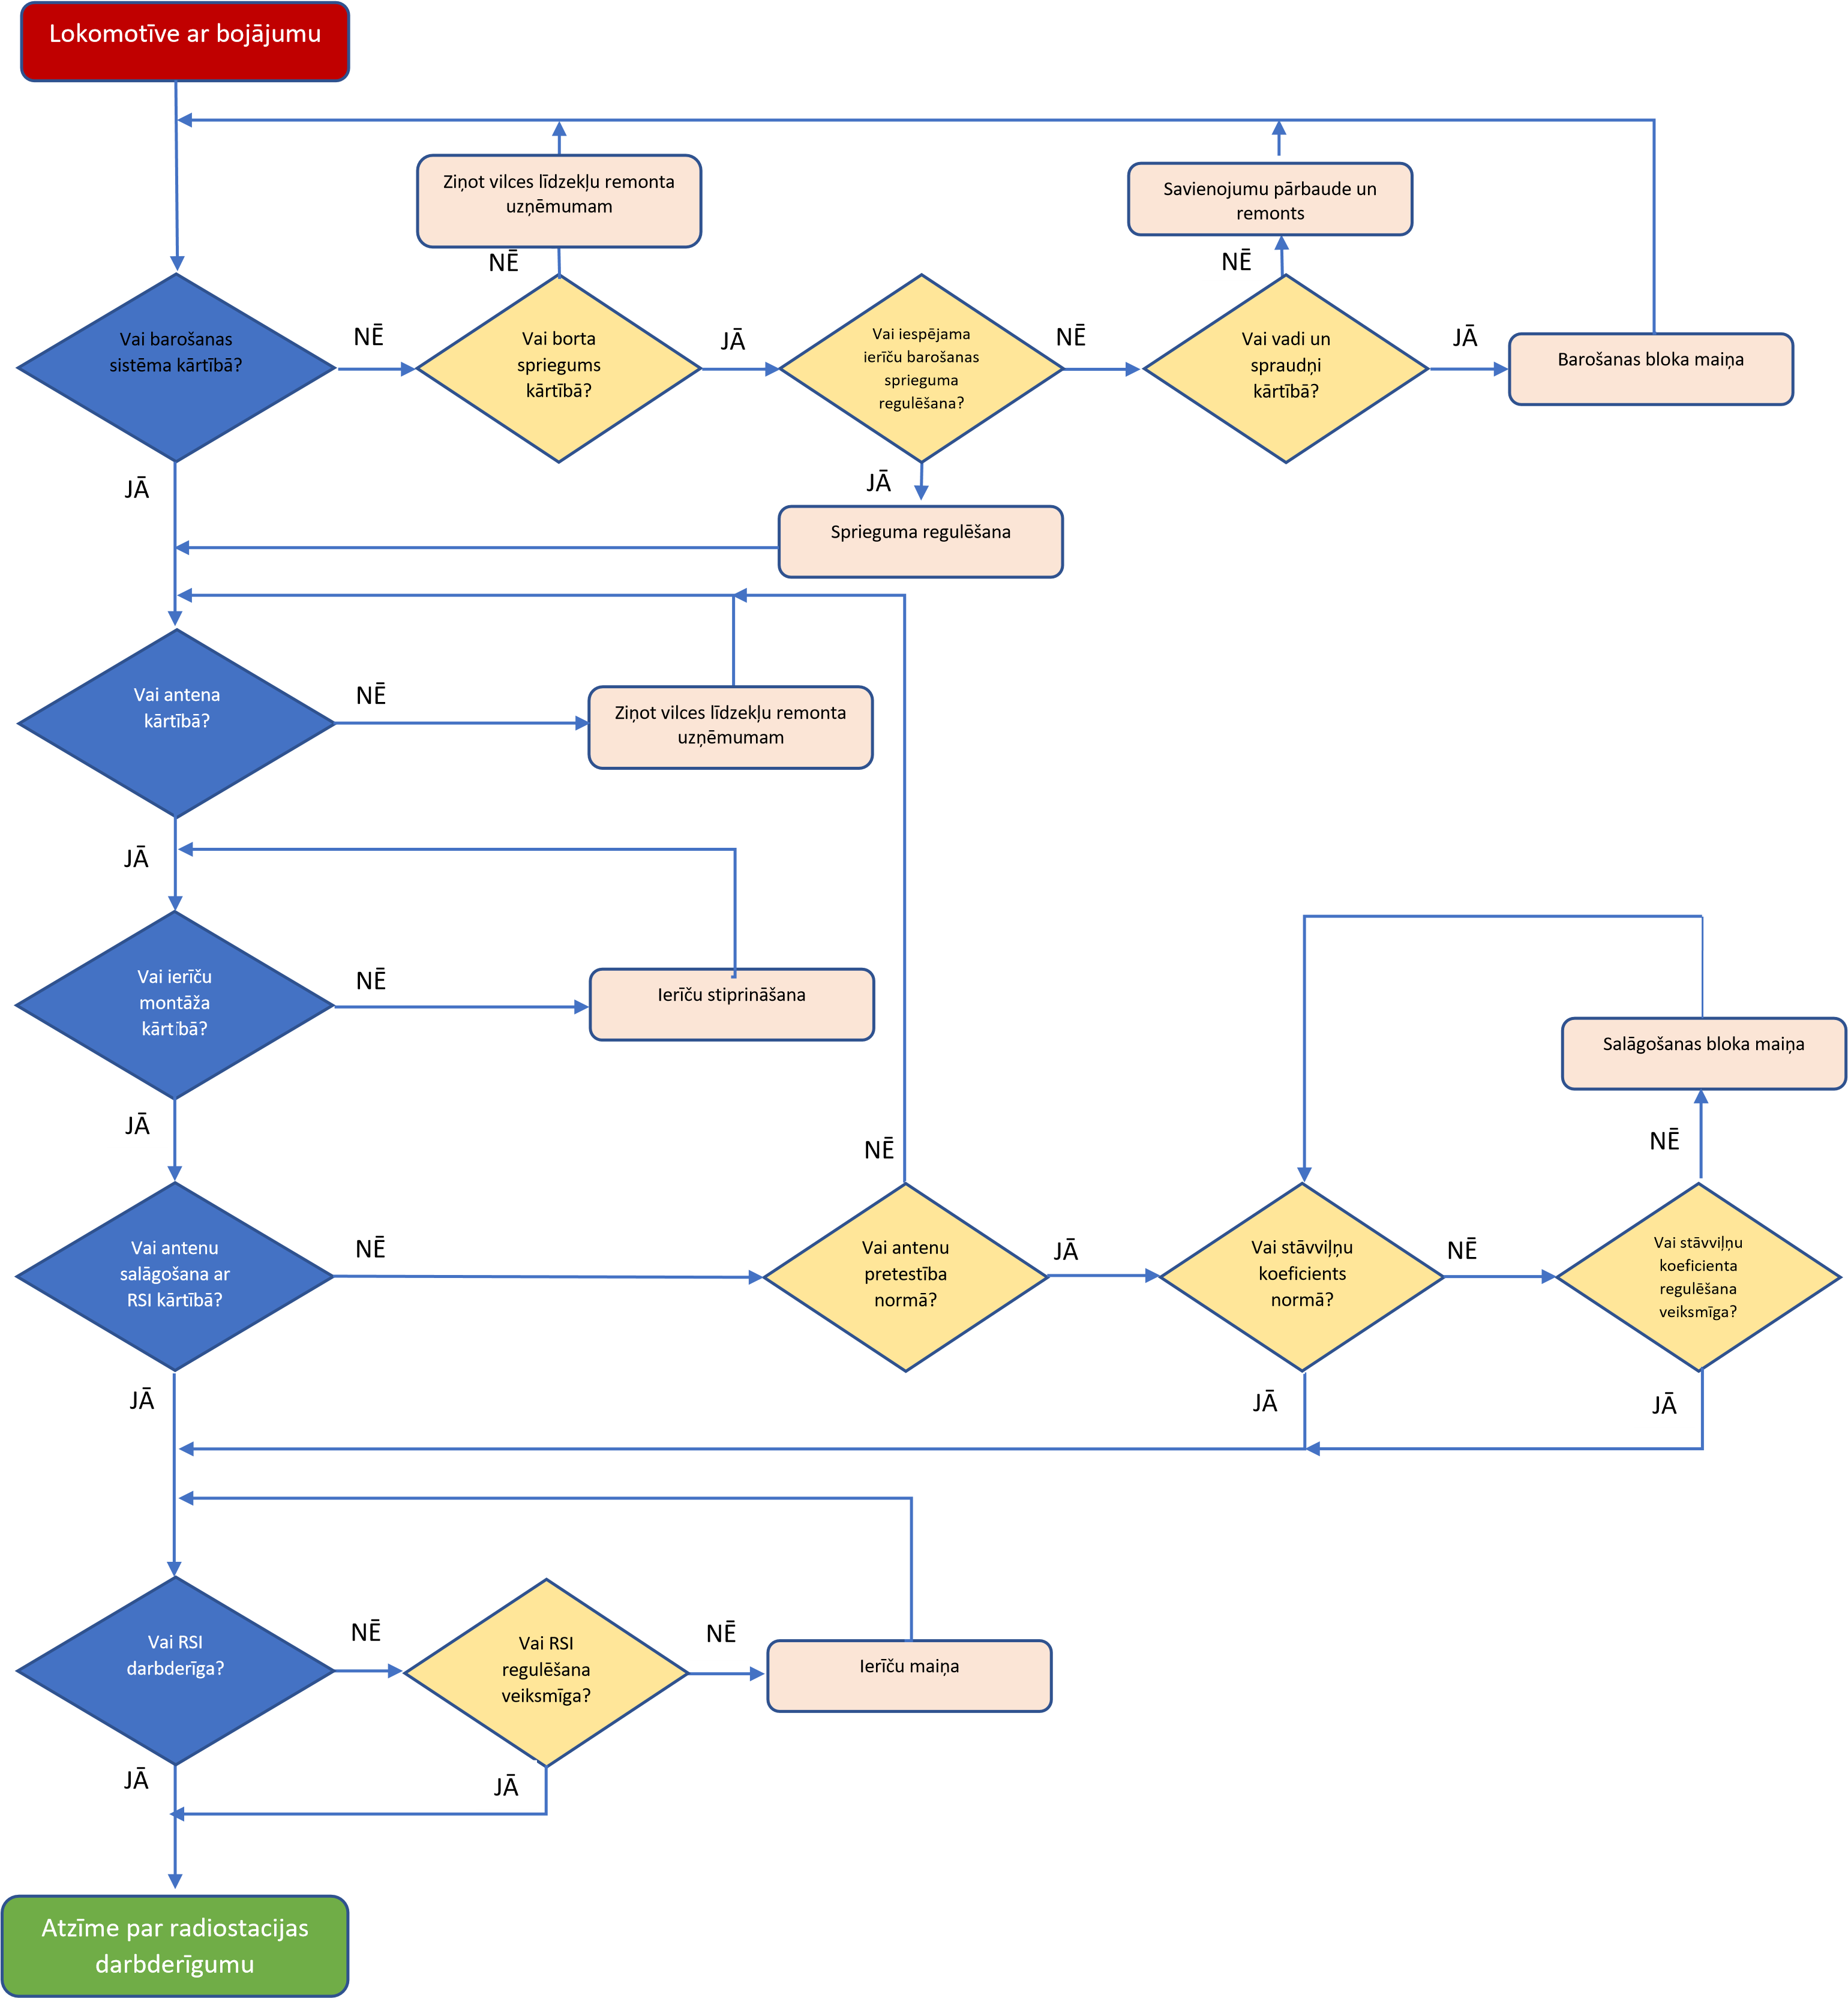 Lokomotīve ar bojājumu
Ziņot vilces līdzekļu remonta
uzņēmumam
Savienojumu pārbaude un
remonts
NĒ
NĒ
Vai barošanas
sistēma kārtībā?
NĒ
Vai borta
spriegums
kārtībā?
JĀ
Vai iespējama
ierīču barošanas
sprieguma
regulēšana?
NĒ
Vai vadi un
spraudņi
kārtībā?
JĀ
Barošanas bloka maiņa
JĀ
JĀ
Sprieguma regulēšana
Vai antena
kārtībā?
NĒ
Ziņot vilces līdzekļu remonta
uzņēmumam
JĀ
Vai ierīču
montāža
kārtībā?
NĒ
Ierīču stiprināšana
Salāgošanas bloka maiņa
JĀ
NĒ
NĒ
Vai antenu
salāgošana ar
RSI kārtībā?
NĒ
Vai antenu
pretestība
normā?
JĀ
Vai stāvviļņu
koeficients
normā?
NĒ
Vai stāvviļņu
koeficienta
regulēšana
veiksmīga?
JĀ
JĀ
JĀ
Vai RSI
darbderīga?
NĒ
Vai RSI
regulēšana
veiksmīga?
NĒ
Ierīču maiņa
JĀ
JĀ
Atzīme par radiostacijas
darbderīgumu